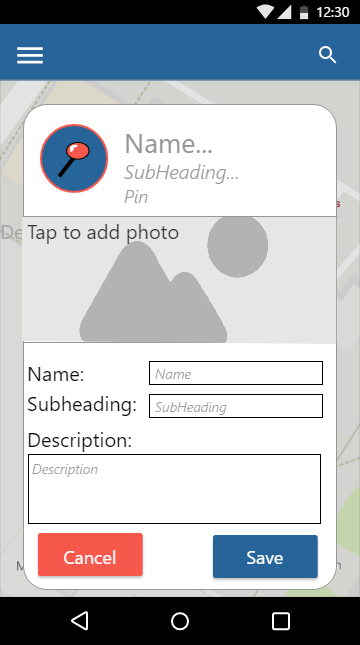 12:30
Name...
SubHeading...
Pin
Tap to add photo
Name:
Name
Subheading:
SubHeading
Description:
Description
Cancel
Save